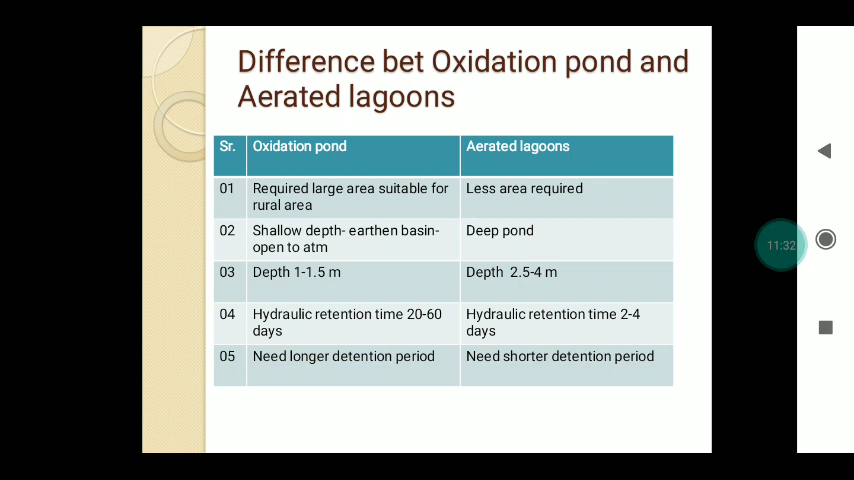 Difference bet Oxidation pond and
Aerated lagoons
Sr. Oxidation pond Aerated lagoons
01 Required large area suitable for Less area required
rural area
02 Shallow depth- earthen basin- Deep pond
open to atm
03 Depth 1-1.5 m Depth 2.5-4 m
04 Hydraulic retention time 20-60 Hydraulic retention time 2-4
days days
05 Need longer detention period Need shorter detention period
11:32